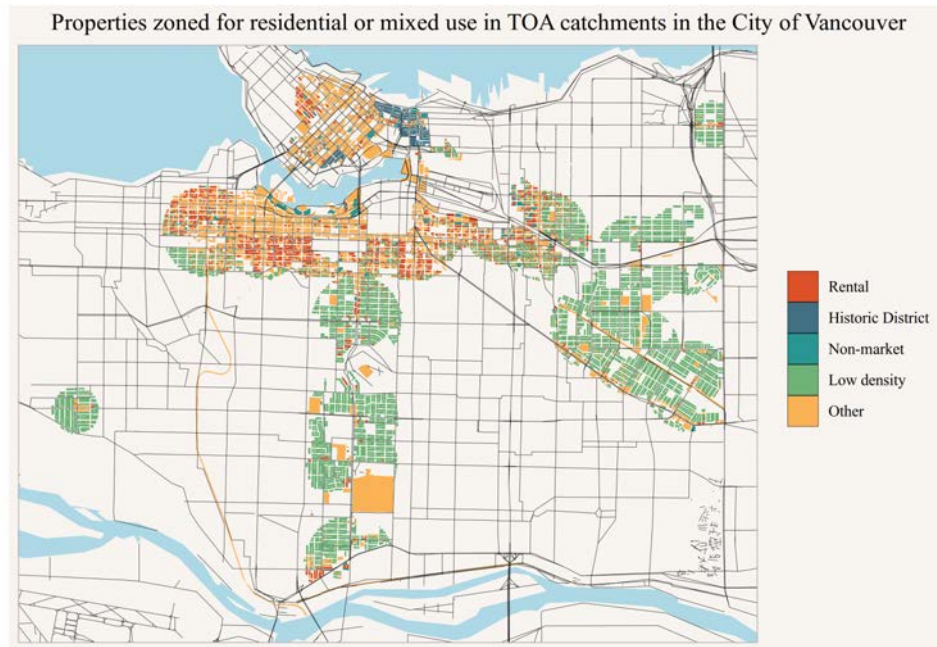 Properties zoned for residential or mixed use in TOA catchments in the City of Vancouver
Rental
Historic District
Non-market
Low density
Other